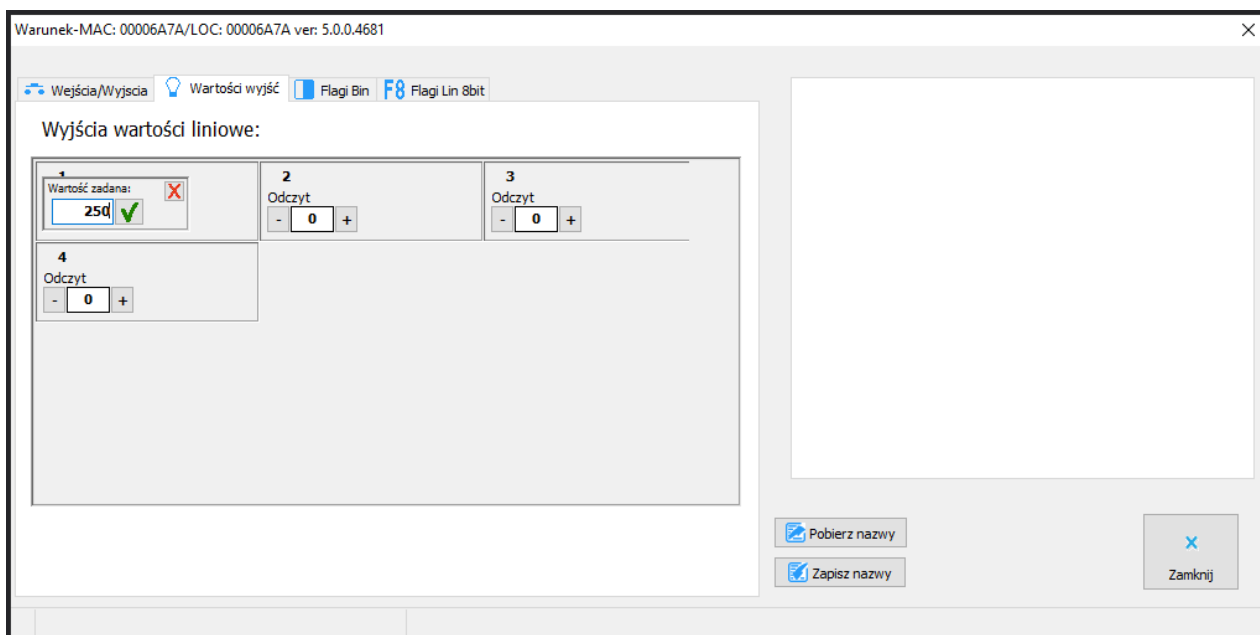 Warunek-MAC: 00006A7A/LOC: 00006A7A ver: 5.0.0.4681
Wejścia/Wyjscia Wartości wyjść Flagi Bin F8 Flagi Lin 8bit
Wyjścia wartości liniowe:
1
Wartość zadana:
250
2
Odczyt
- 0 +
3
Odczyt
- 0 +
4
Odczyt
- 0 +
Pobierz nazwy
Zapisz nazwy
Zamknij